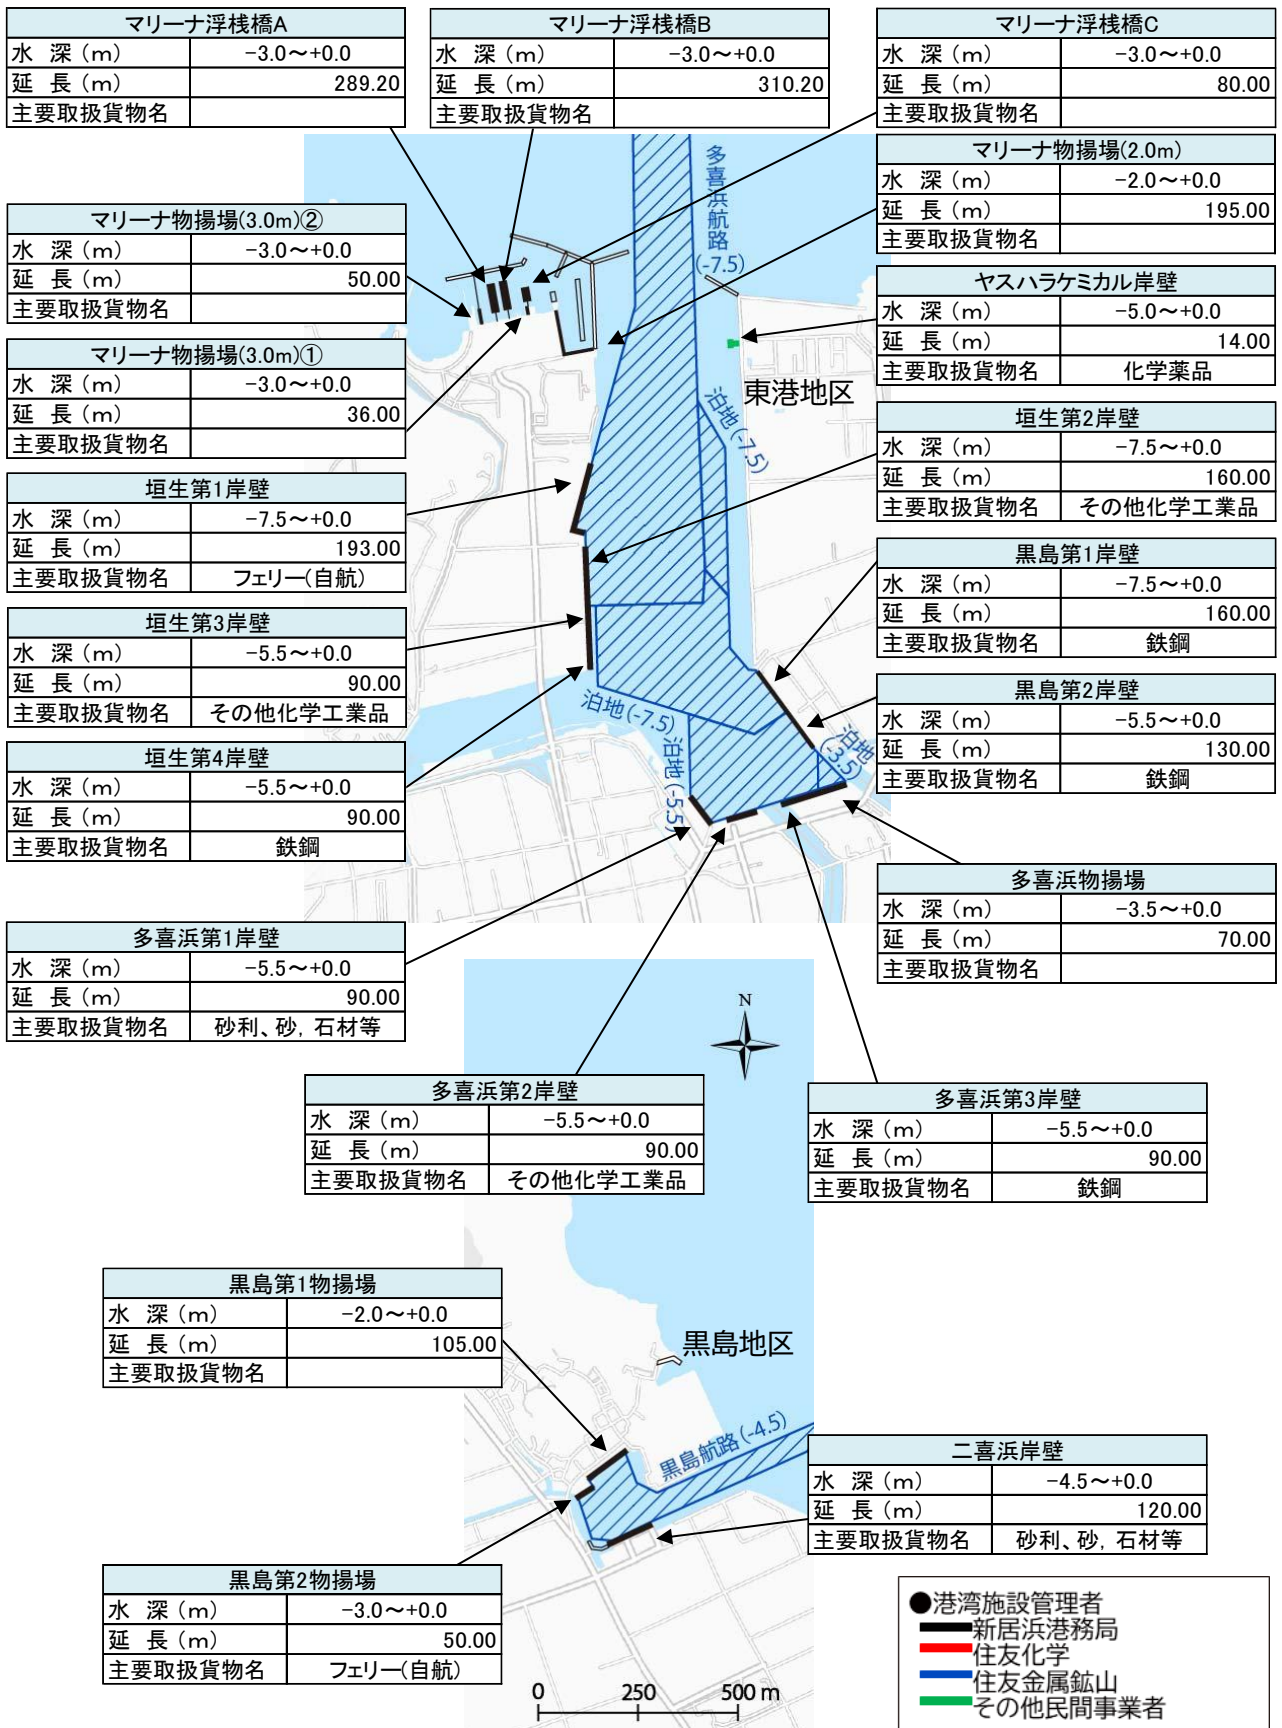 マリーナ浮桟橋A
水 深（m） -3.0～+0.0
延 長（m） 289.20
主要取扱貨物名
マリーナ浮桟橋B
水 深（m） -3.0～+0.0
延 長（m） 310.20
主要取扱貨物名
マリーナ浮桟橋C
水 深（m） -3.0～+0.0
延 長（m） 80.00
主要取扱貨物名
マリーナ物揚場(2.0m)
水 深（m） -2.0～+0.0
延 長（m） 195.00
主要取扱貨物名
マリーナ物揚場(3.0m)②
水 深（m） -3.0～+0.0
延 長（m） 50.00
主要取扱貨物名
ヤスハラケミカル岸壁
水 深（m） -5.0～+0.0
延 長（m） 14.00
主要取扱貨物名 化学薬品
マリーナ物揚場(3.0m)①
水 深（m） -3.0～+0.0
延 長（m） 36.00
主要取扱貨物名
垣生第2岸壁
水 深（m） -7.5～+0.0
延 長（m） 160.00
主要取扱貨物名 その他化学工業品
垣生第1岸壁
水 深（m） -7.5～+0.0
延 長（m） 193.00
主要取扱貨物名 フェリー(自航)
黒島第1岸壁
水 深（m） -7.5～+0.0
延 長（m） 160.00
主要取扱貨物名 鉄鋼
垣生第3岸壁
水 深（m） -5.5～+0.0
延 長（m） 90.00
主要取扱貨物名 その他化学工業品
黒島第2岸壁
水 深（m） -5.5～+0.0
延 長（m） 130.00
主要取扱貨物名 鉄鋼
垣生第4岸壁
水 深（m） -5.5～+0.0
延 長（m） 90.00
主要取扱貨物名 鉄鋼
多喜浜物揚場
水 深（m） -3.5～+0.0
延 長（m） 70.00
主要取扱貨物名
多喜浜第1岸壁
水 深（m） -5.5～+0.0
延 長（m） 90.00
主要取扱貨物名 砂利、砂，石材等
多喜浜航路
(-7.5)
東港地区
泊地(-7.5)
泊地(-7.5)
泊地(-5.5)
泊地
(-3.5)
N
多喜浜第2岸壁
水 深（m） -5.5～+0.0
延 長（m） 90.00
主要取扱貨物名 その他化学工業品
多喜浜第3岸壁
水 深（m） -5.5～+0.0
延 長（m） 90.00
主要取扱貨物名 鉄鋼
黒島第1物揚場
水 深（m） -2.0～+0.0
延 長（m） 105.00
主要取扱貨物名
黒島地区
黒島航路(-4.5)
二喜浜岸壁
水 深（m） -4.5～+0.0
延 長（m） 120.00
主要取扱貨物名 砂利、砂，石材等
黒島第2物揚場
水 深（m） -3.0～+0.0
延 長（m） 50.00
主要取扱貨物名 フェリー(自航)
0 250 500 m
●港湾施設管理者
新居浜港務局
住友化学
住友金属鉱山
その他民間事業者